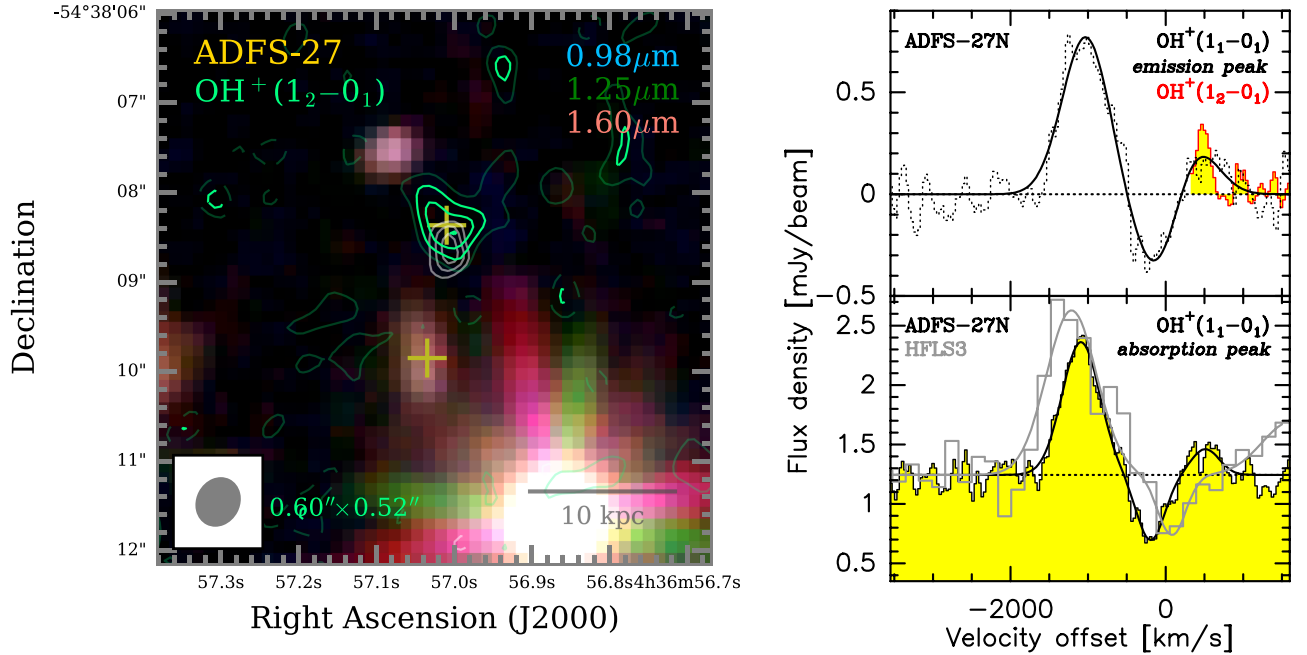 -54°38'06"
07"
08"
09"
10"
11"
12"
Declination
ADFS-27
OH⁺(1₂−0₁)
0.98μm
1.25μm
1.60μm
0.60″×0.52″
10 kpc
57.3s
57.2s
57.1s
57.0s
56.9s
56.8s
4h36m56.7s
Right Ascension (J2000)
ADFS−27N
OH⁺(1₁−0₁)
emission peak
OH⁺(1₂−0₁)
0.5
0
−0.5
Flux density [mJy/beam]
ADFS−27N
HFLS3
OH⁺(1₁−0₁)
absorption peak
2.5
2
1.5
1
0.5
−2000
0
Velocity offset [km/s]